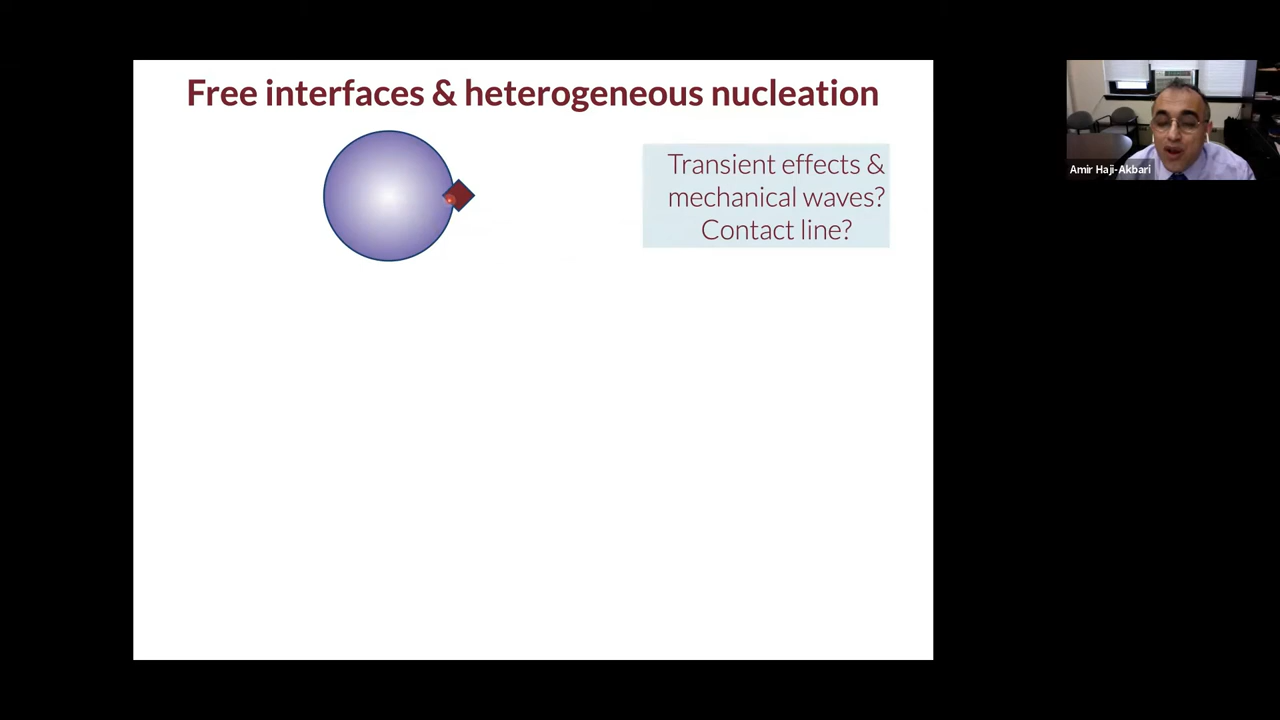 Free interfaces & heterogeneous nucleation
Transient effects &
mechanical waves?
Contact line?
Amir Haji-Akbari